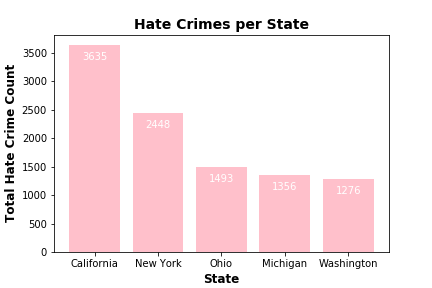 Hate Crimes per State
Total Hate Crime Count
3500
3000
2500
2000
1500
1000
500
0
3635
2448
1493
1356
1276
California
New York
Ohio
Michigan
Washington
State